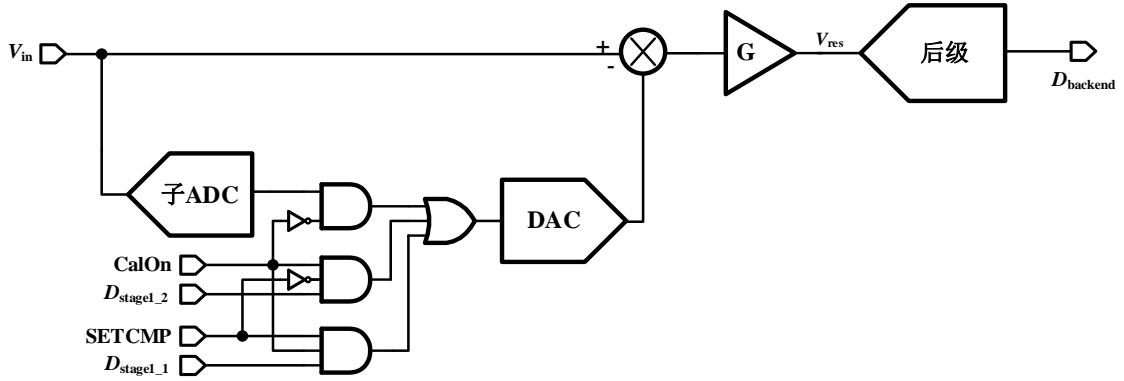 Vin
+
-
G
Vres
后级
Dbackend
子ADC
DAC
CalOn
Dstage1_2
SETCMP
Dstage1_1